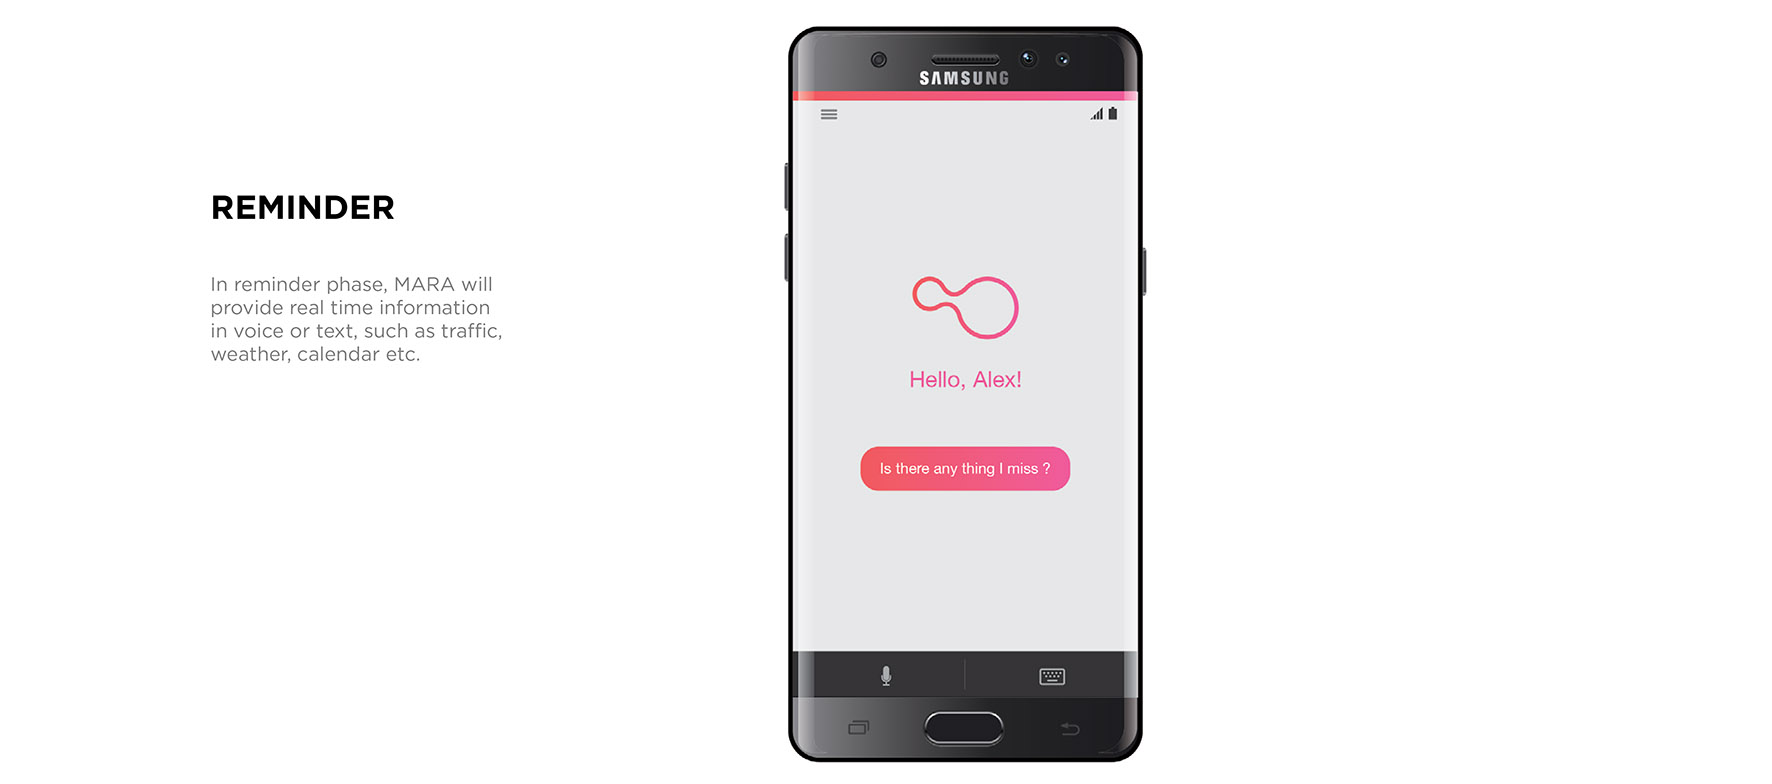 REMINDER
In reminder phase, MARA will
provide real time information
in voice or text, such as traffic,
weather, calendar etc.
SAMSUNG
Hello, Alex!
Is there any thing I miss ?